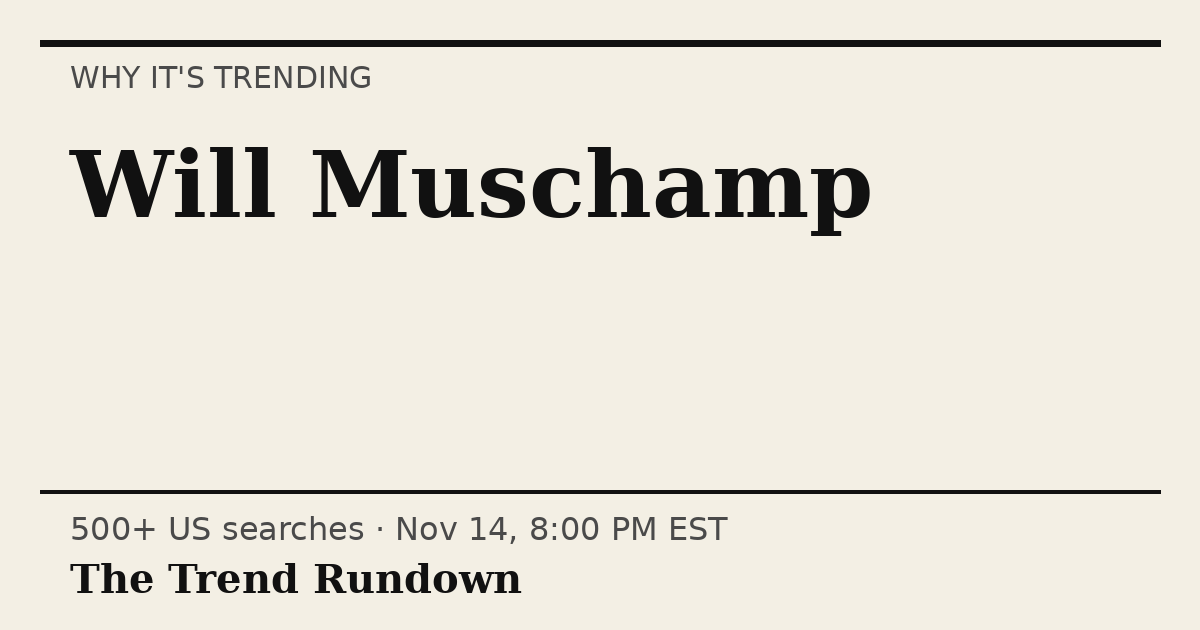 WHY IT'S TRENDING
Will Muschamp
500+ US searches · Nov 14, 8:00 PM EST
The Trend Rundown